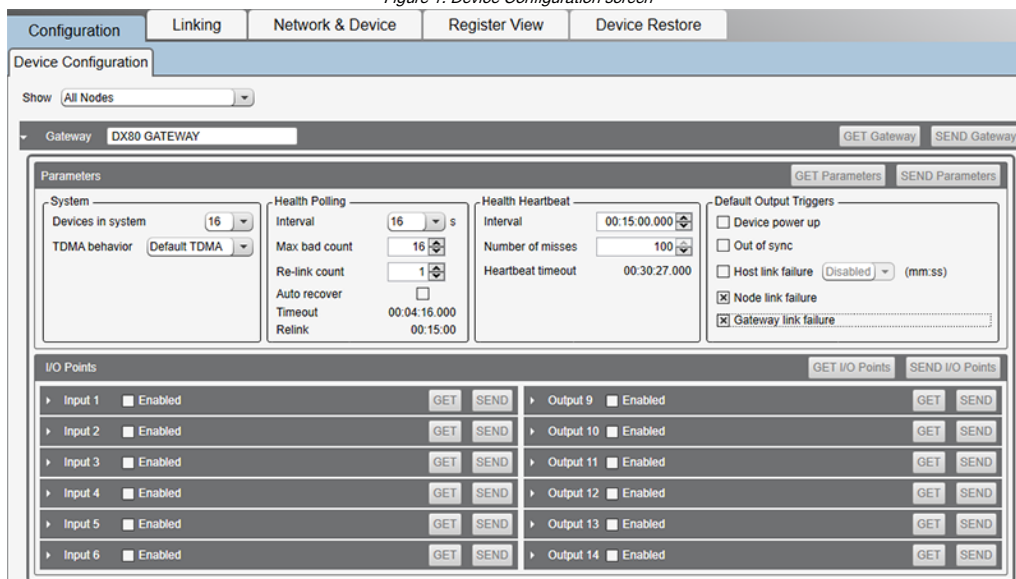 Figure 1. Device Configuration screen
Configuration Linking Network & Device Register View Device Restore
Device Configuration
Show All Nodes
Gateway DX80 GATEWAY GET Gateway SEND Gateway
Parameters GET Parameters SEND Parameters
System
Devices in system 16
TDMA behavior Default TDMA
Health Polling
Interval 16 s
Max bad count 16
Re-link count 1
Auto recover
Timeout 00:04:16.000
Relink 00:15:00
Health Heartbeat
Interval 00:15:00.000
Number of misses 100
Heartbeat timeout 00:30:27.000
Default Output Triggers
Device power up
Out of sync
Host link failure Disabled (mm:ss)
Node link failure
Gateway link failure
I/O Points GET I/O Points SEND I/O Points
Input 1 Enabled GET SEND Output 9 Enabled GET SEND
Input 2 Enabled GET SEND Output 10 Enabled GET SEND
Input 3 Enabled GET SEND Output 11 Enabled GET SEND
Input 4 Enabled GET SEND Output 12 Enabled GET SEND
Input 5 Enabled GET SEND Output 13 Enabled GET SEND
Input 6 Enabled GET SEND Output 14 Enabled GET SEND